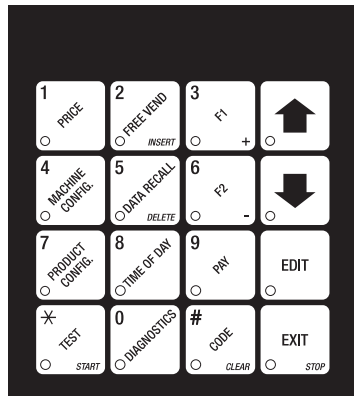 1 PRICE
2 FREE VEND INSERT
3 F1 +
4 MACHINE CONFIG.
5 DATA RECALL DELETE
6 F2 -
7 PRODUCT CONFIG.
8 TIME OF DAY
9 PAY
EDIT
* TEST START
0 DIAGNOSTICS
# CODE CLEAR
EXIT STOP